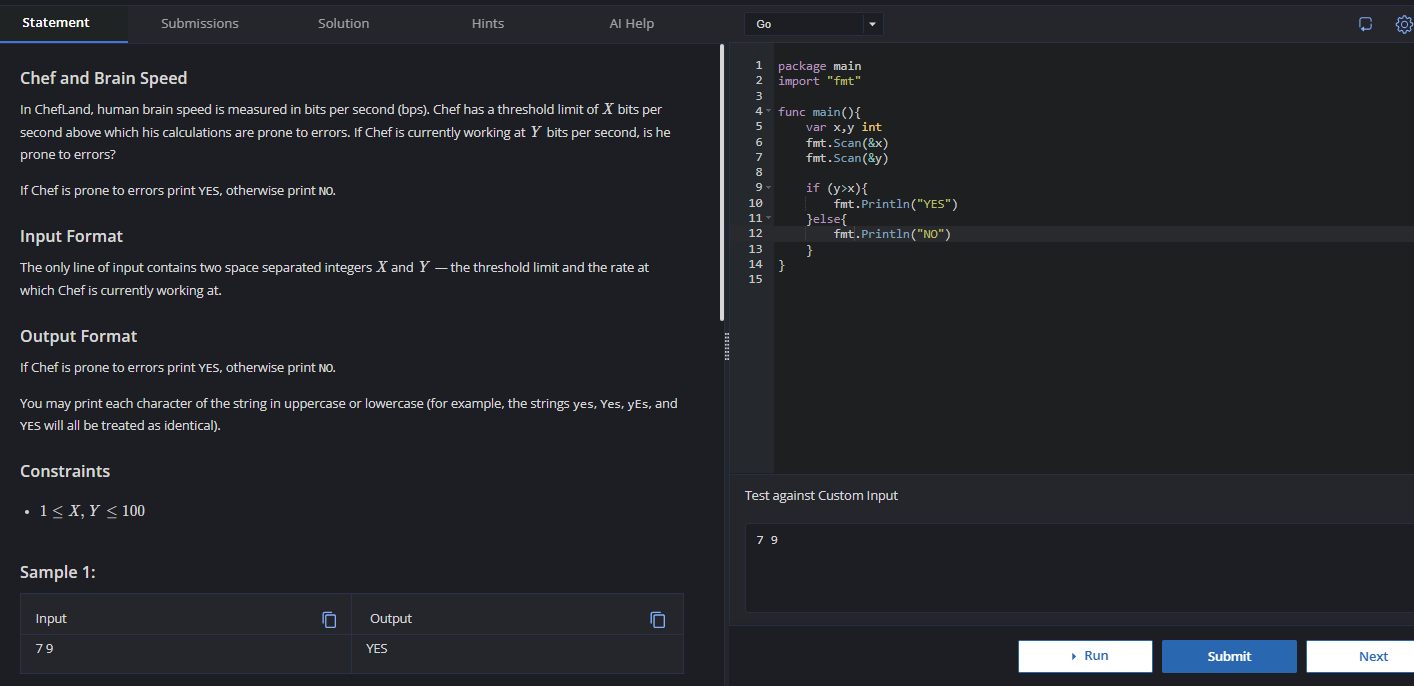 Statement
Submissions
Solution
Hints
AI Help
Go
Chef and Brain Speed
In ChefLand, human brain speed is measured in bits per second (bps). Chef has a threshold limit of X bits per
second above which his calculations are prone to errors. If Chef is currently working at Y bits per second, is he
prone to errors?
If Chef is prone to errors print YES, otherwise print NO.
Input Format
The only line of input contains two space separated integers X and Y — the threshold limit and the rate at
which Chef is currently working at.
Output Format
If Chef is prone to errors print YES, otherwise print NO.
You may print each character of the string in uppercase or lowercase (for example, the strings yes, Yes, yEs, and
YES will all be treated as identical).
Constraints
• 1 ≤ X, Y ≤ 100
Sample 1:
Input
Output
7 9
YES
1 package main
2 import "fmt"
3
4 func main(){
5 var x,y int
6 fmt.Scan(&x)
7 fmt.Scan(&y)
8
9 if (y>x){
10 fmt.Println("YES")
11 }else{
12 fmt.Println("NO")
13 }
14 }
15
Test against Custom Input
7 9
Run
Submit
Next